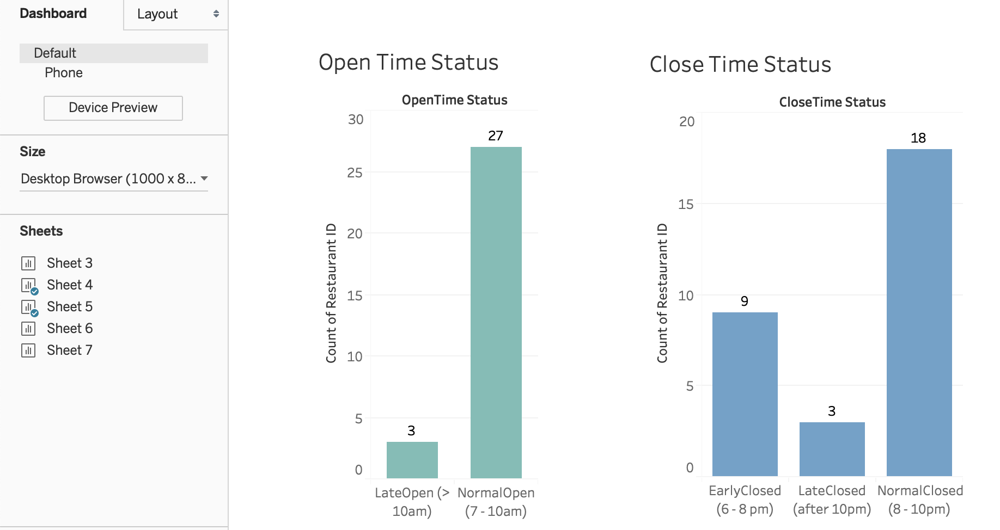 Dashboard
Layout
Default
Phone
Device Preview
Size
Desktop Browser (1000 x 8...
Sheets
Sheet 3
Sheet 4
Sheet 5
Sheet 6
Sheet 7
Open Time Status
OpenTime Status
Count of Restaurant ID
30
25
20
15
10
5
0
27
3
LateOpen (>
10am)
NormalOpen
(7 - 10am)
Close Time Status
CloseTime Status
Count of Restaurant ID
20
15
10
5
0
9
3
18
EarlyClosed
(6 - 8 pm)
LateClosed
(after 10pm)
NormalClosed
(8 - 10pm)